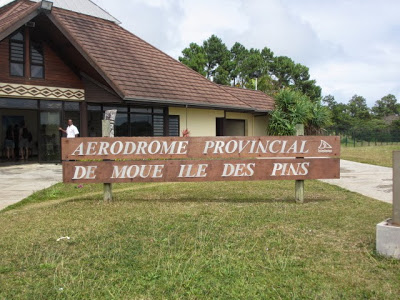 AERODROME PROVINCIAL
DE MOUE ILE DES PINS